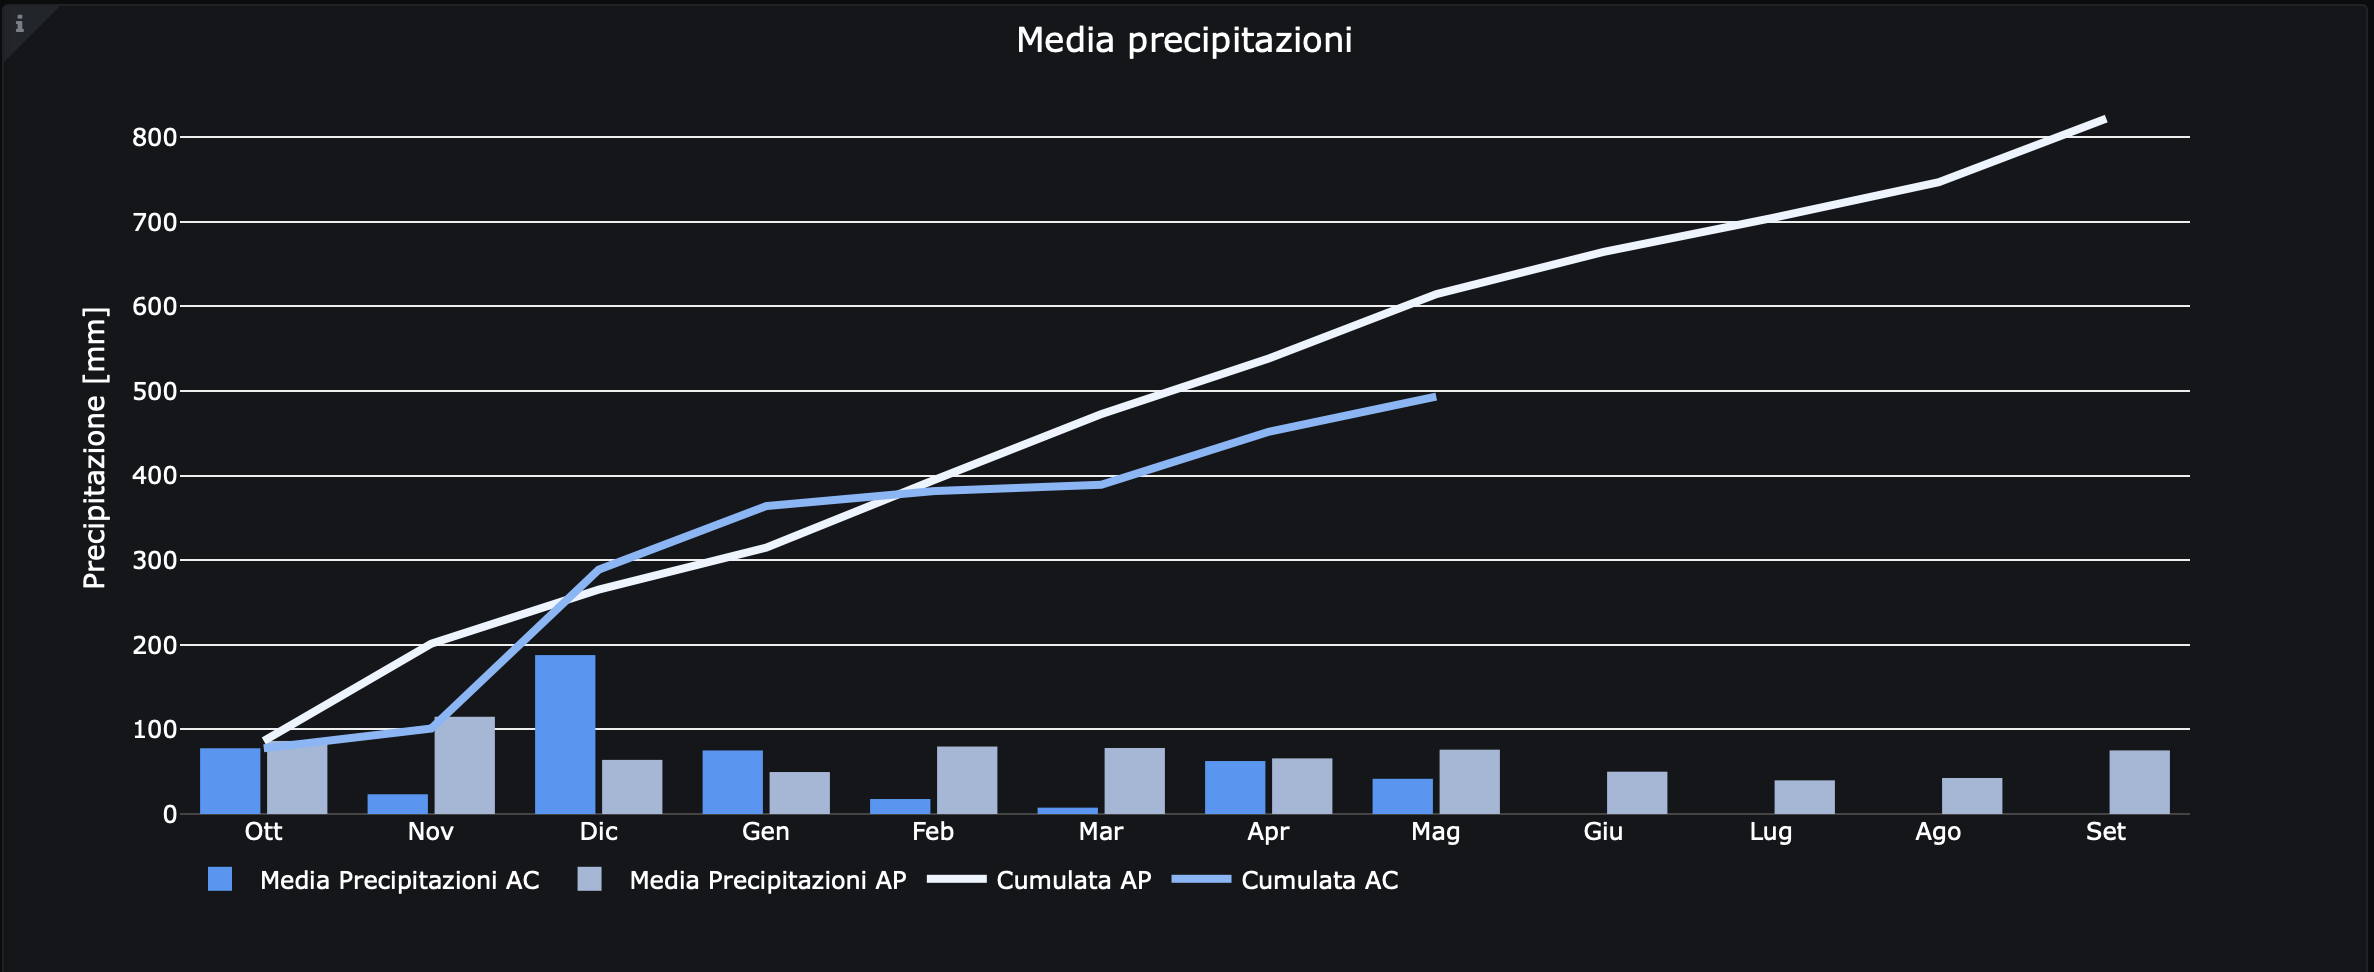 i
Media precipitazioni
Precipitazione [mm]
800
700
600
500
400
300
200
100
0
Ott Nov Dic Gen Feb Mar Apr Mag Giu Lug Ago Set
Media Precipitazioni AC Media Precipitazioni AP Cumulata AP Cumulata AC